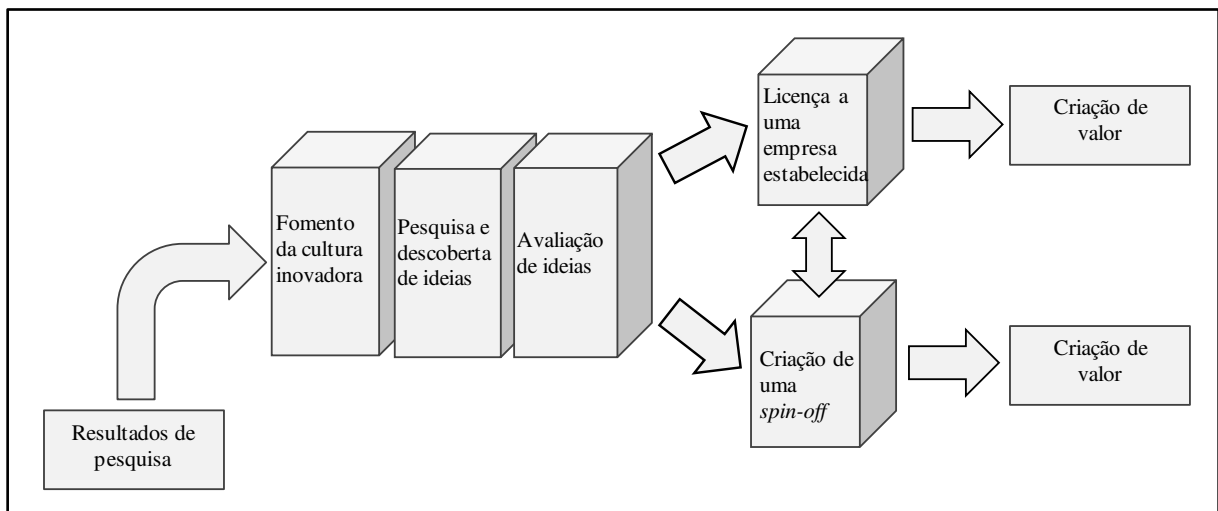 Resultados de
pesquisa
Fomento
da cultura
inovadora
Pesquisa e
descoberta
de ideias
Avaliação
de ideias
Licença a
uma
empresa
estabelecida
Criação de
valor
Criação de
uma
spin-off
Criação de
valor